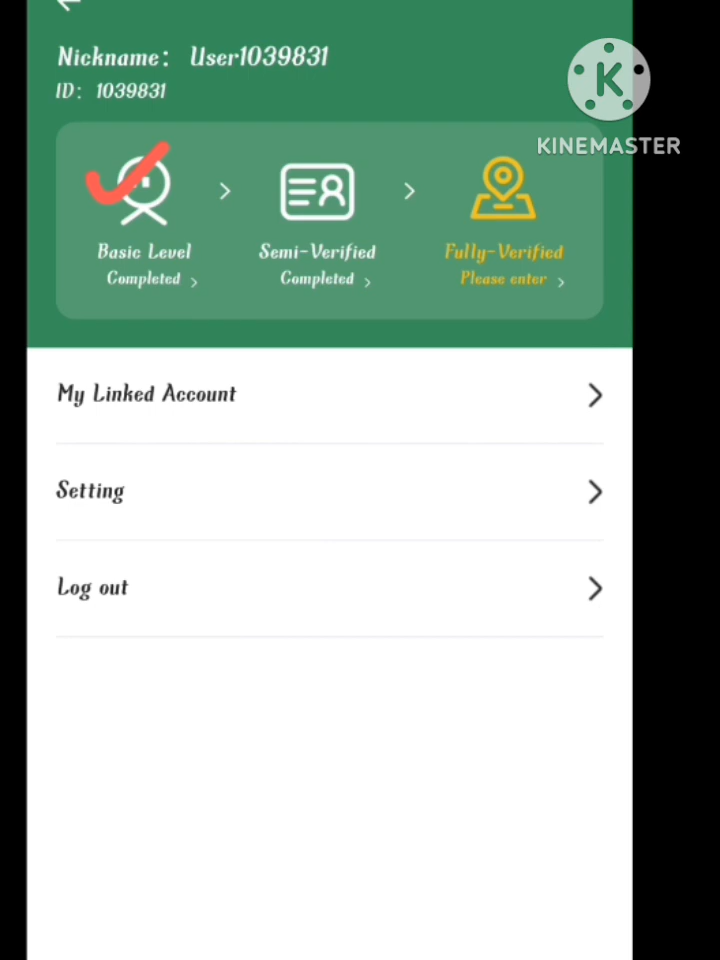 Nickname: User1039831
ID: 1039831
K
KINEMASTER
Basic Level
Completed
Semi-Verified
Completed
Fully-Verified
Please enter
My Linked Account
Setting
Log out